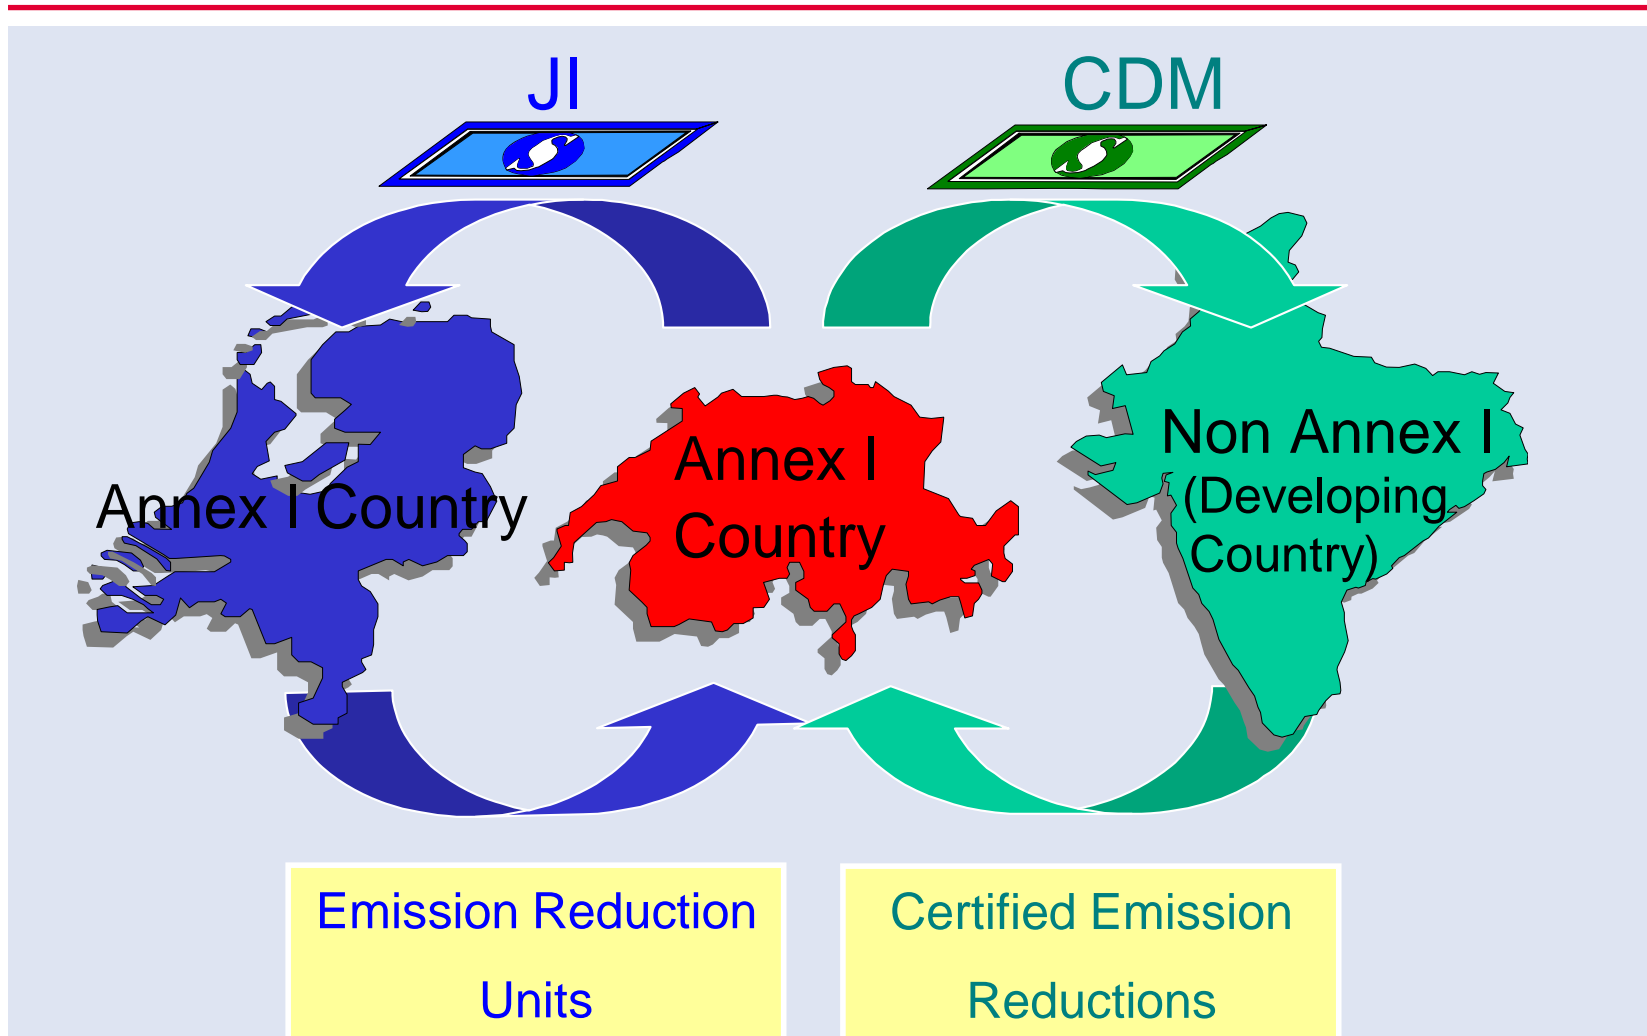 JI
CDM
Annex I Country
Annex I
Country
Non Annex I
(Developing
Country)
Emission Reduction
Units
Certified Emission
Reductions